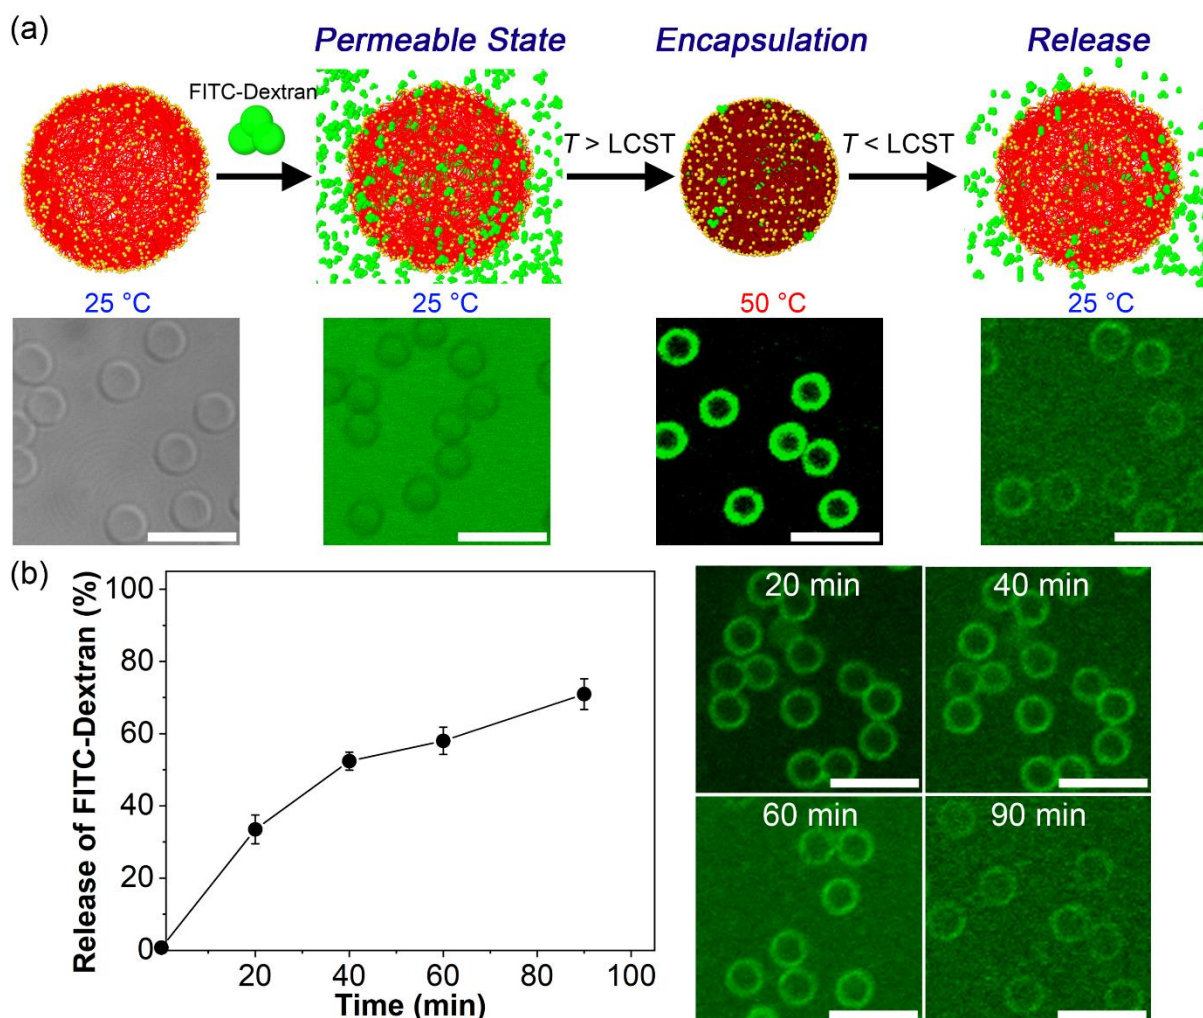 (a)
Permeable State
Encapsulation
Release
FITC-Dextran
T > LCST
T < LCST
25 °C
25 °C
50 °C
25 °C
(b)
Release of FITC-Dextran (%)
100
80
60
40
20
0
20
40
60
80
100
Time (min)
20 min
40 min
60 min
90 min